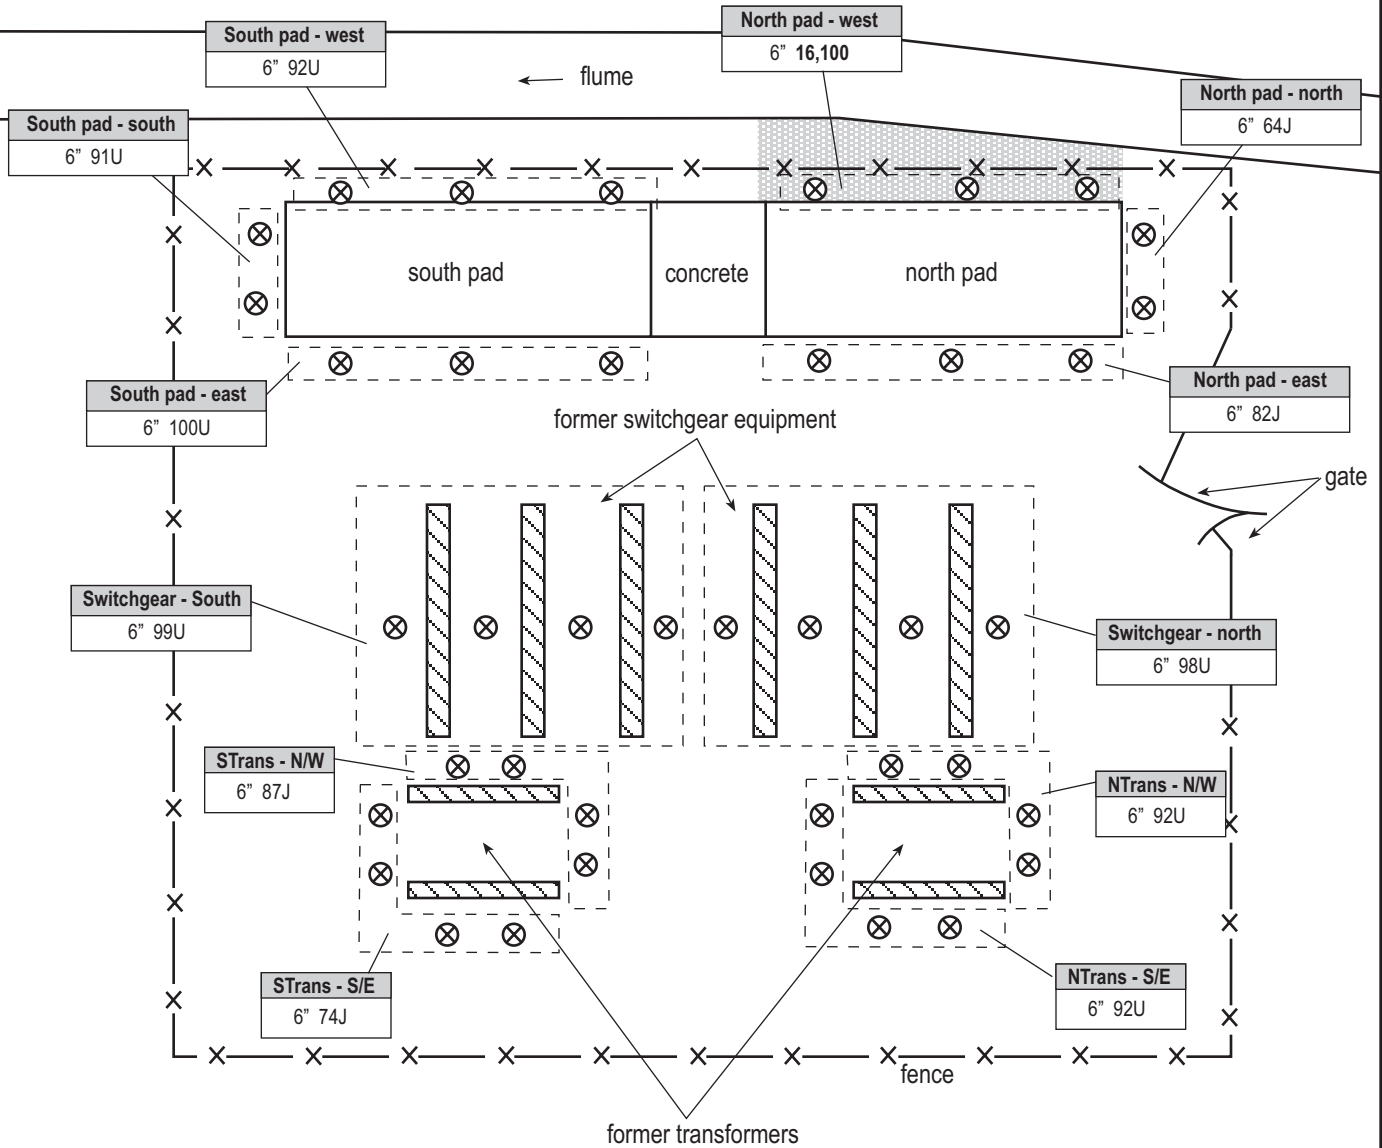 North pad - west
6” 16,100
South pad - west
6” 92U
flume
North pad - north
6” 64J
South pad - south
6” 91U
south pad
concrete
north pad
South pad - east
6” 100U
North pad - east
6” 82J
former switchgear equipment
gate
Switchgear - South
6” 99U
Switchgear - north
6” 98U
STrans - N/W
6” 87J
NTrans - N/W
6” 92U
STrans - S/E
6” 74J
NTrans - S/E
6” 92U
fence
former transformers